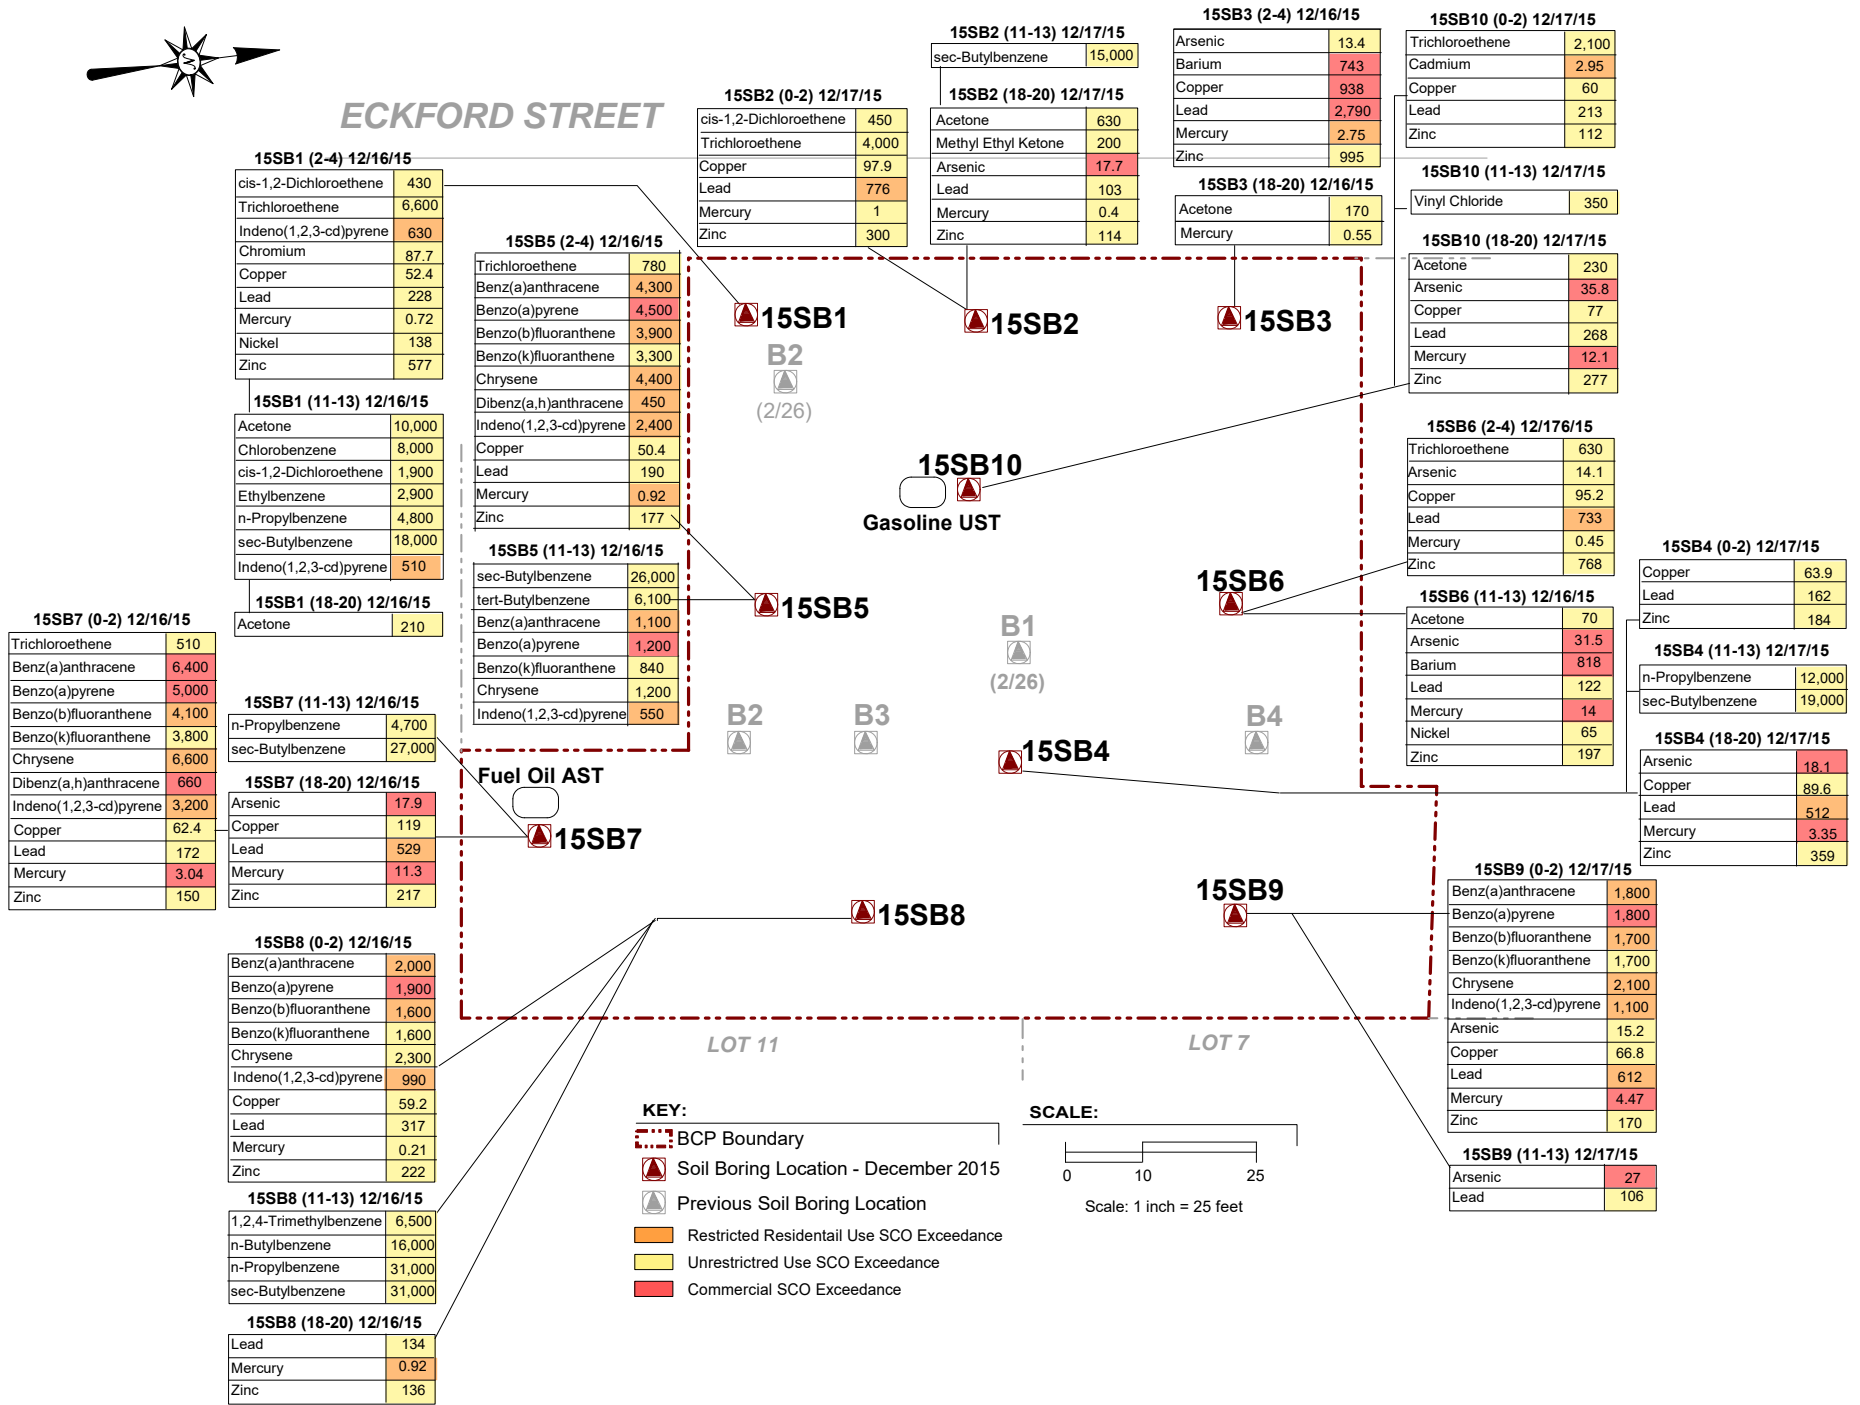 ECKFORD STREET
15SB1 (2-4) 12/16/15
cis-1,2-Dichloroethene 430
Trichloroethene 6,600
Indeno(1,2,3-cd)pyrene 630
Chromium 87.7
Copper 52.4
Lead 228
Mercury 0.72
Nickel 138
Zinc 577
15SB1 (11-13) 12/16/15
Acetone 10,000
Chlorobenzene 8,000
cis-1,2-Dichloroethene 1,900
Ethylbenzene 2,900
n-Propylbenzene 4,800
sec-Butylbenzene 18,000
Indeno(1,2,3-cd)pyrene 510
15SB1 (18-20) 12/16/15
Acetone 210
15SB5 (2-4) 12/16/15
Trichloroethene 780
Benz(a)anthracene 4,300
Benzo(a)pyrene 4,500
Benzo(b)fluoranthene 3,900
Benzo(k)fluoranthene 3,300
Chrysene 4,400
Dibenz(a,h)anthracene 450
Indeno(1,2,3-cd)pyrene 2,400
Copper 50.4
Lead 190
Mercury 0.92
Zinc 177
15SB5 (11-13) 12/16/15
sec-Butylbenzene 26,000
tert-Butylbenzene 6,100
Benz(a)anthracene 1,100
Benzo(a)pyrene 1,200
Benzo(k)fluoranthene 840
Chrysene 1,200
Indeno(1,2,3-cd)pyrene 550
15SB2 (0-2) 12/17/15
cis-1,2-Dichloroethene 450
Trichloroethene 4,000
Copper 97.9
Lead 776
Mercury 1
Zinc 300
15SB2 (11-13) 12/17/15
sec-Butylbenzene 15,000
15SB2 (18-20) 12/17/15
Acetone 630
Methyl Ethyl Ketone 200
Arsenic 17.7
Lead 103
Mercury 0.4
Zinc 114
15SB3 (2-4) 12/16/15
Arsenic 13.4
Barium 743
Copper 938
Lead 2,790
Mercury 2.75
Zinc 995
15SB3 (18-20) 12/16/15
Acetone 170
Mercury 0.55
15SB10 (0-2) 12/17/15
Trichloroethene 2,100
Cadmium 2.95
Copper 60
Lead 213
Zinc 112
15SB10 (11-13) 12/17/15
Vinyl Chloride 350
15SB10 (18-20) 12/17/15
Acetone 230
Arsenic 35.8
Copper 77
Lead 268
Mercury 12.1
Zinc 277
15SB6 (2-4) 12/176/15
Trichloroethene 630
Arsenic 14.1
Copper 95.2
Lead 733
Mercury 0.45
Zinc 768
15SB6 (11-13) 12/16/15
Acetone 70
Arsenic 31.5
Barium 818
Lead 122
Mercury 14
Nickel 65
Zinc 197
15SB4 (0-2) 12/17/15
Copper 63.9
Lead 162
Zinc 184
15SB4 (11-13) 12/17/15
n-Propylbenzene 12,000
sec-Butylbenzene 19,000
15SB4 (18-20) 12/17/15
Arsenic 18.1
Copper 89.6
Lead 512
Mercury 3.35
Zinc 359
15SB9 (0-2) 12/17/15
Benz(a)anthracene 1,800
Benzo(a)pyrene 1,800
Benzo(b)fluoranthene 1,700
Benzo(k)fluoranthene 1,700
Chrysene 2,100
Indeno(1,2,3-cd)pyrene 1,100
Arsenic 15.2
Copper 66.8
Lead 612
Mercury 4.47
Zinc 170
15SB9 (11-13) 12/17/15
Arsenic 27
Lead 106
15SB7 (0-2) 12/16/15
Trichloroethene 510
Benz(a)anthracene 6,400
Benzo(a)pyrene 5,000
Benzo(b)fluoranthene 4,100
Benzo(k)fluoranthene 3,800
Chrysene 6,600
Dibenz(a,h)anthracene 660
Indeno(1,2,3-cd)pyrene 3,200
Copper 62.4
Lead 172
Mercury 3.04
Zinc 150
15SB7 (11-13) 12/16/15
n-Propylbenzene 4,700
sec-Butylbenzene 27,000
15SB7 (18-20) 12/16/15
Arsenic 17.9
Copper 119
Lead 529
Mercury 11.3
Zinc 217
15SB8 (0-2) 12/16/15
Benz(a)anthracene 2,000
Benzo(a)pyrene 1,900
Benzo(b)fluoranthene 1,600
Benzo(k)fluoranthene 1,600
Chrysene 2,300
Indeno(1,2,3-cd)pyrene 990
Copper 59.2
Lead 317
Mercury 0.21
Zinc 222
15SB8 (11-13) 12/16/15
1,2,4-Trimethylbenzene 6,500
n-Butylbenzene 16,000
n-Propylbenzene 31,000
sec-Butylbenzene 31,000
15SB8 (18-20) 12/16/15
Lead 134
Mercury 0.92
Zinc 136
15SB1
15SB2
15SB3
B2
(2/26)
15SB10
Gasoline UST
15SB5
15SB6
B1
(2/26)
B2
B3
B4
15SB4
Fuel Oil AST
15SB7
15SB8
15SB9
LOT 11
LOT 7
KEY:
BCP Boundary
Soil Boring Location - December 2015
Previous Soil Boring Location
Restricted Residentail Use SCO Exceedance
Unrestrictred Use SCO Exceedance
Commercial SCO Exceedance
SCALE:
0 10 25
Scale: 1 inch = 25 feet